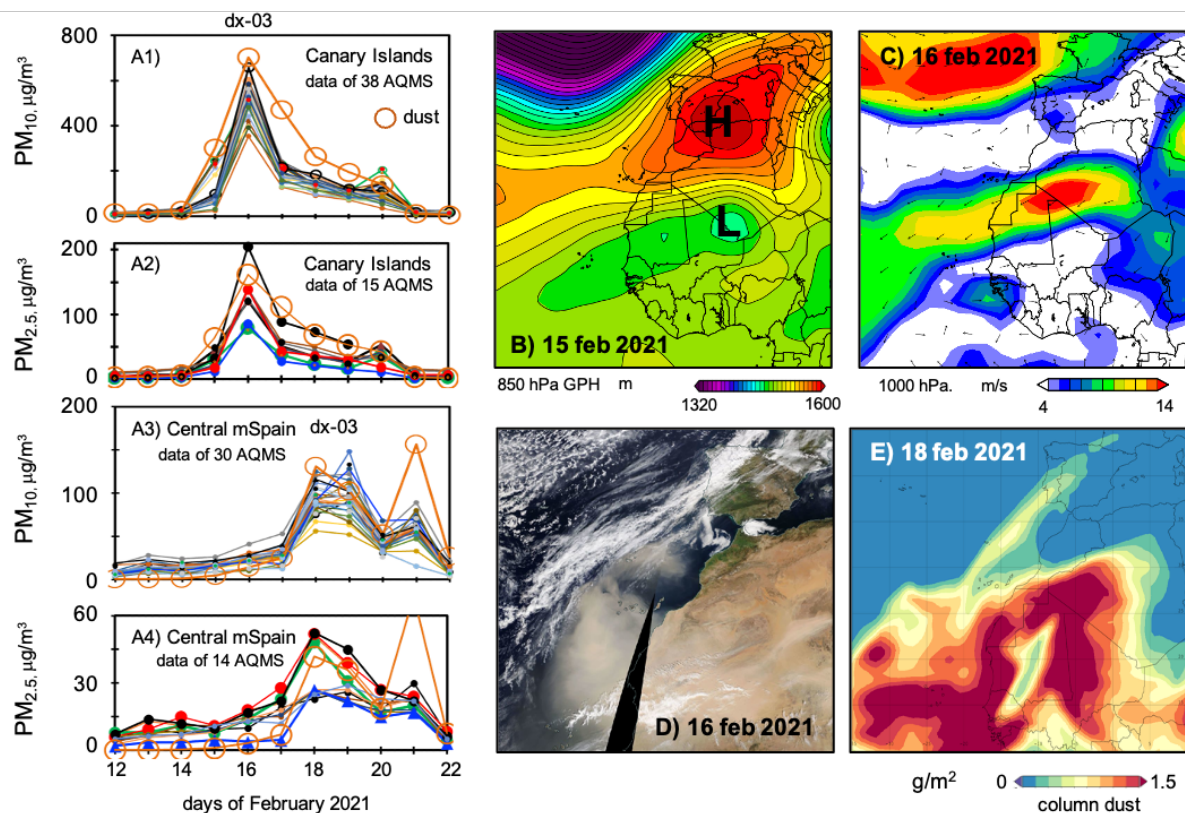 dx-03
800
400
0
PM10, µg/m³
A1)
Canary Islands
data of 38 AQMS
dust
200
100
0
PM2.5, µg/m³
A2)
Canary Islands
data of 15 AQMS
200
100
0
PM10, µg/m³
A3) Central mSpain
data of 30 AQMS
dx-03
60
30
0
PM2.5, µg/m³
A4) Central mSpain
data of 14 AQMS
12 14 16 18 20 22
days of February 2021
H
L
B) 15 feb 2021
850 hPa GPH m
1320 1600
C) 16 feb 2021
1000 hPa. m/s
4 14
D) 16 feb 2021
E) 18 feb 2021
g/m² 0 1.5
column dust